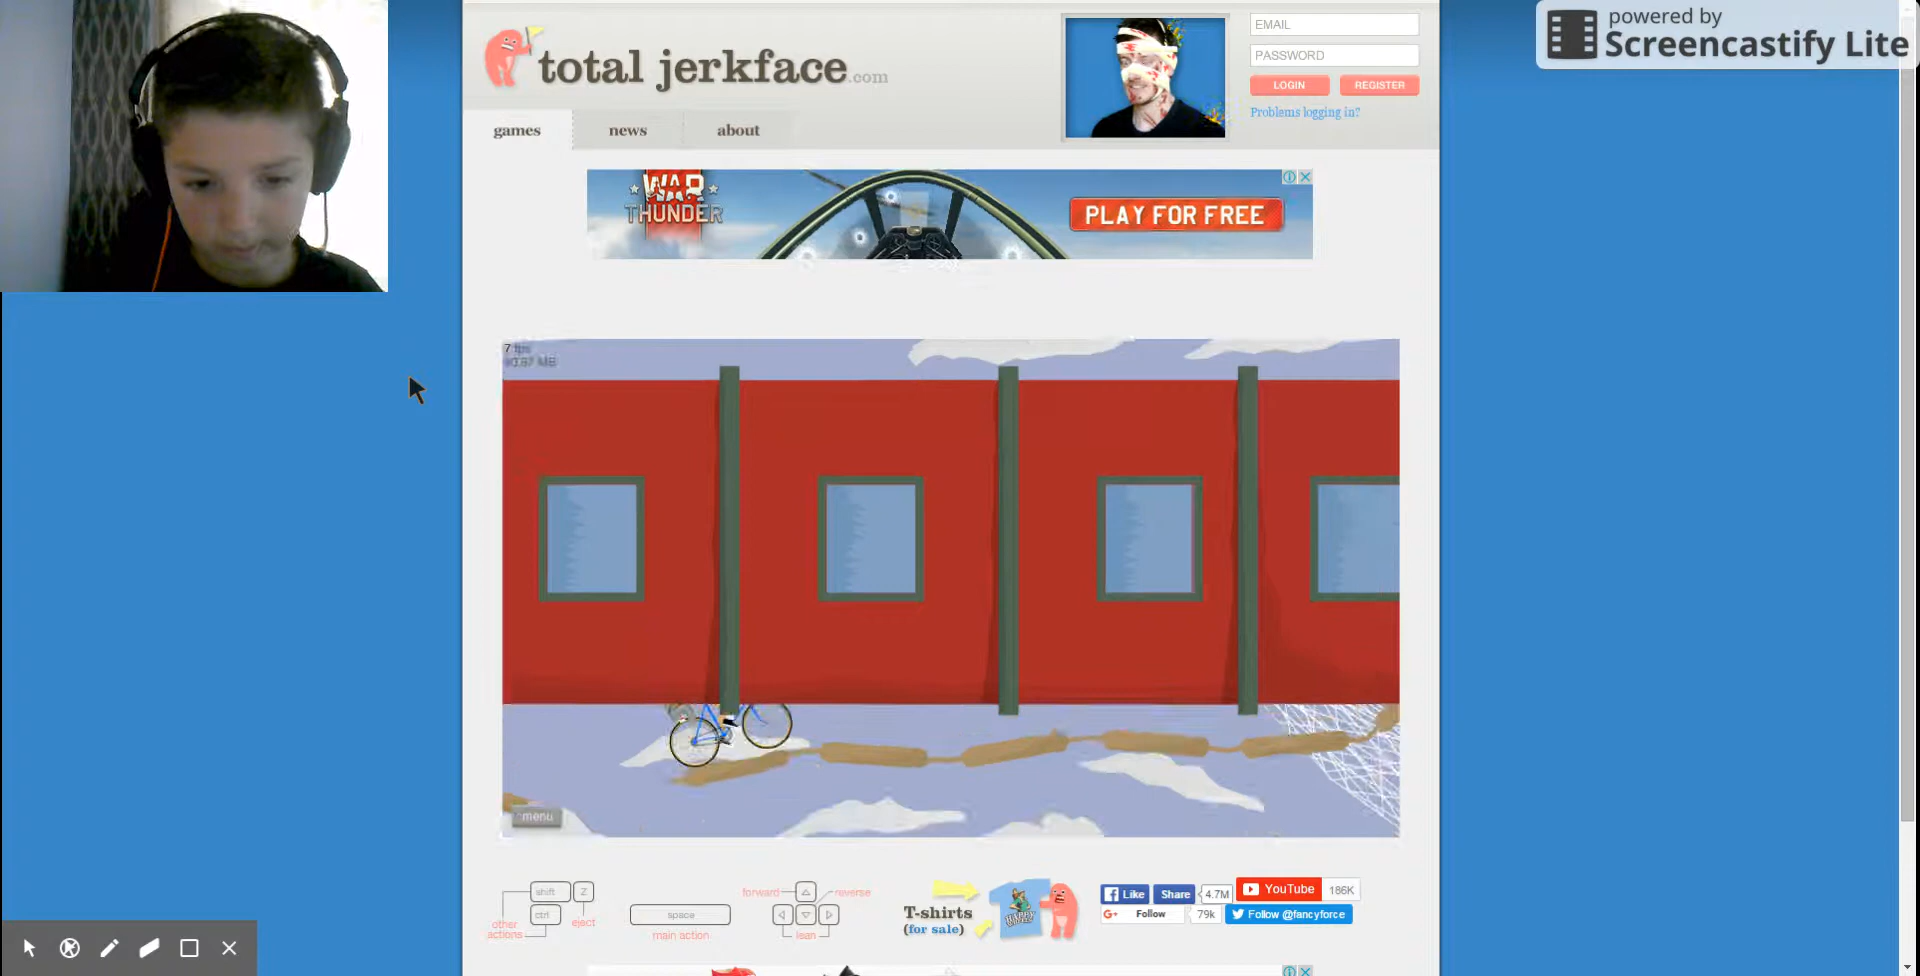 powered by
Screencastify Lite
total jerkface.com
EMAIL
PASSWORD
LOGIN
REGISTER
Problems logging in?
games
news
about
WAR
THUNDER
PLAY FOR FREE
7 fps
menu
shift
Z
ctrl
other
actions
eject
space
main action
forward
reverse
lean
T-shirts
(for sale)
Like
Share
4.7M
YouTube
186K
Follow
79k
Follow @fancyforce